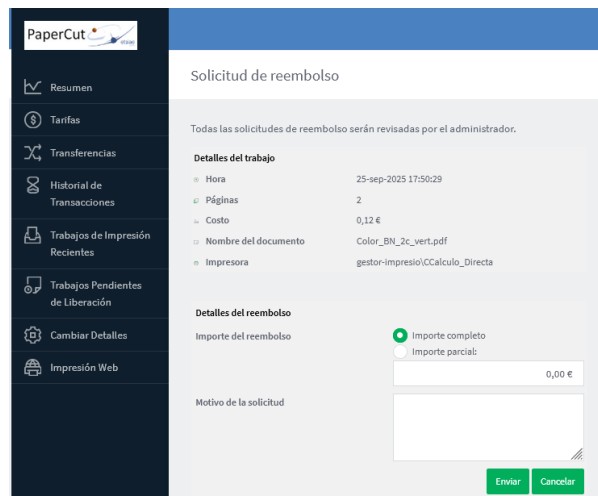 PaperCut
Resumen
Tarifas
Transferencias
Historial de
Transacciones
Trabajos de Impresión
Recientes
Trabajos Pendientes
de Liberación
Cambiar Detalles
Impresión Web
Solicitud de reembolso
Todas las solicitudes de reembolso serán revisadas por el administrador.
Detalles del trabajo
Hora 25-sep-2025 17:50:29
Páginas 2
Costo 0,12 €
Nombre del documento Color_BN_2c_vert.pdf
Impresora gestor-impresio\CCalculo_Directa
Detalles del reembolso
Importe del reembolso Importe completo
Importe parcial:
0,00 €
Motivo de la solicitud
Enviar Cancelar